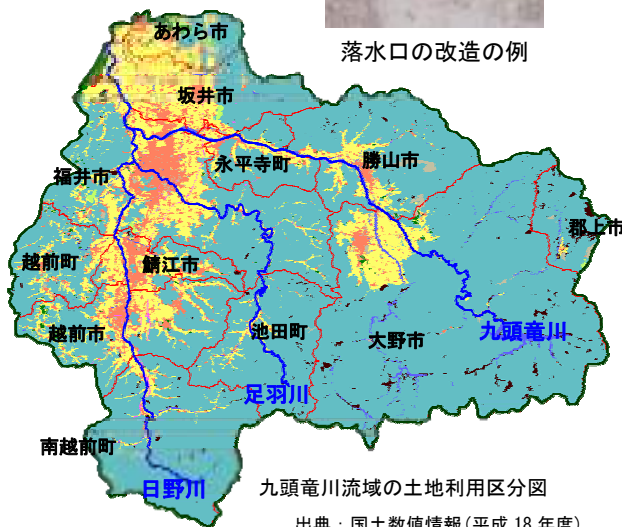 落水口の改造の例
あわら市
坂井市
永平寺町
勝山市
福井市
郡上市
越前町
鯖江市
越前市
池田町
大野市
九頭竜川
足羽川
南越前町
日野川
九頭竜川流域の土地利用区分図
出典：国土数値情報(平成 18 年度)